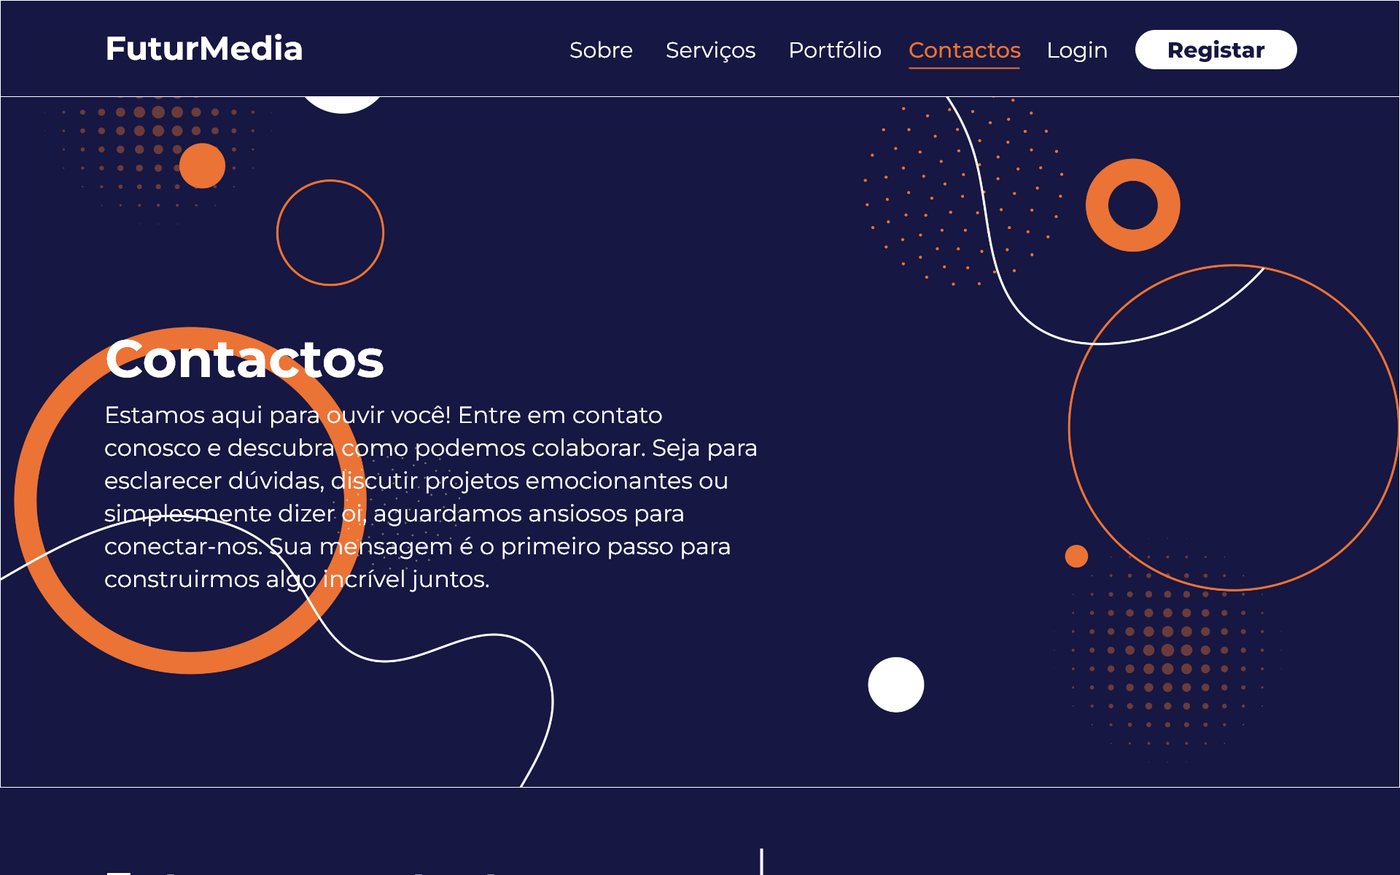 FuturMedia
Sobre Serviços Portfólio Contactos Login Registar
Contactos
Estamos aqui para ouvir você! Entre em contato
conosco e descubra como podemos colaborar. Seja para
esclarecer dúvidas, discutir projetos emocionantes ou
simplesmente dizer oi, aguardamos ansiosos para
conectar-nos. Sua mensagem é o primeiro passo para
construirmos algo incrível juntos.